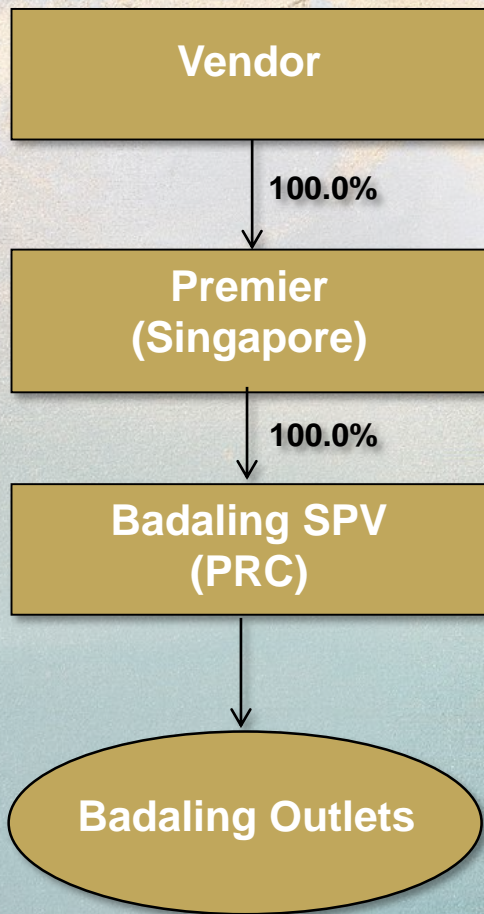 Vendor
100.0%
Premier
(Singapore)
100.0%
Badaling SPV
(PRC)
Badaling Outlets